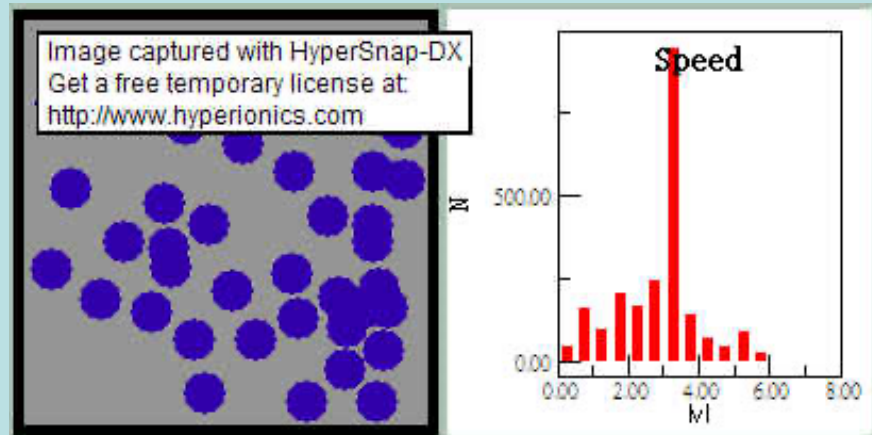 Image captured with HyperSnap-DX
Get a free temporary license at:
http://www.hyperionics.com
Speed
N
500.00
0.00
0.00 2.00 4.00 6.00 8.00